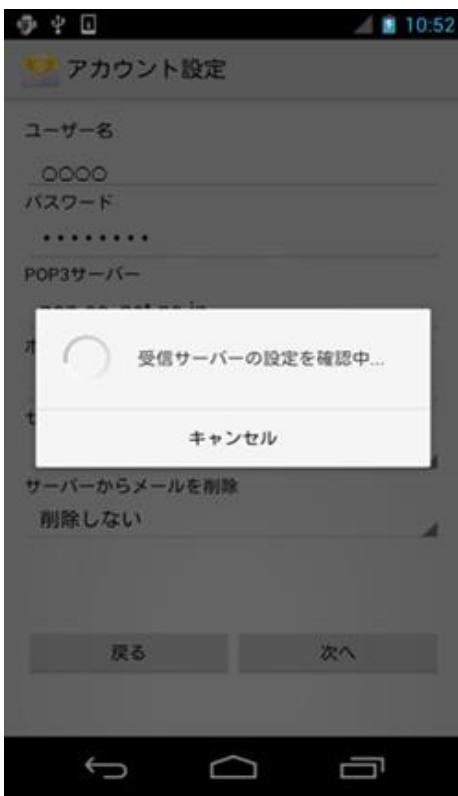 10:52
アカウント設定
ユーザー名
○○○○
パスワード
••••••••
POP3サーバー
受信サーバーの設定を確認中...
キャンセル
サーバーからメールを削除
削除しない
戻る
次へ